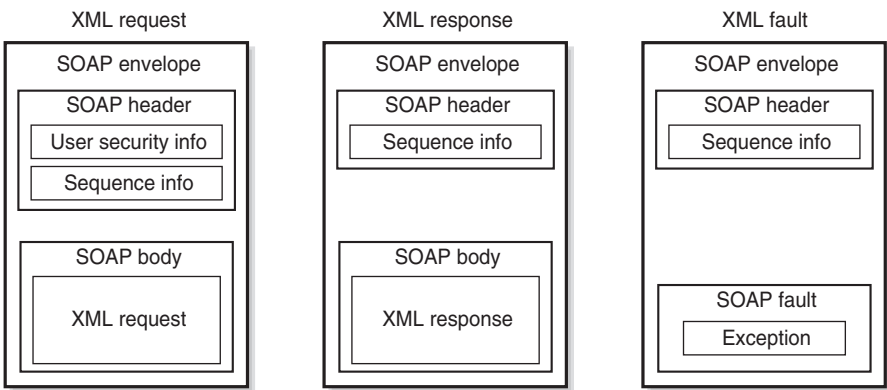 XML request
SOAP envelope
SOAP header
User security info
Sequence info
SOAP body
XML request
XML response
SOAP envelope
SOAP header
Sequence info
SOAP body
XML response
XML fault
SOAP envelope
SOAP header
Sequence info
SOAP fault
Exception